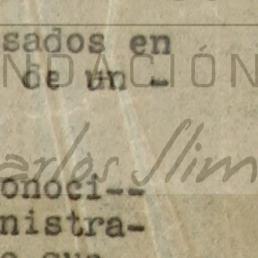 sados en
NDACIÓN
de un -
Carlos Slim
onoci--
nistra-